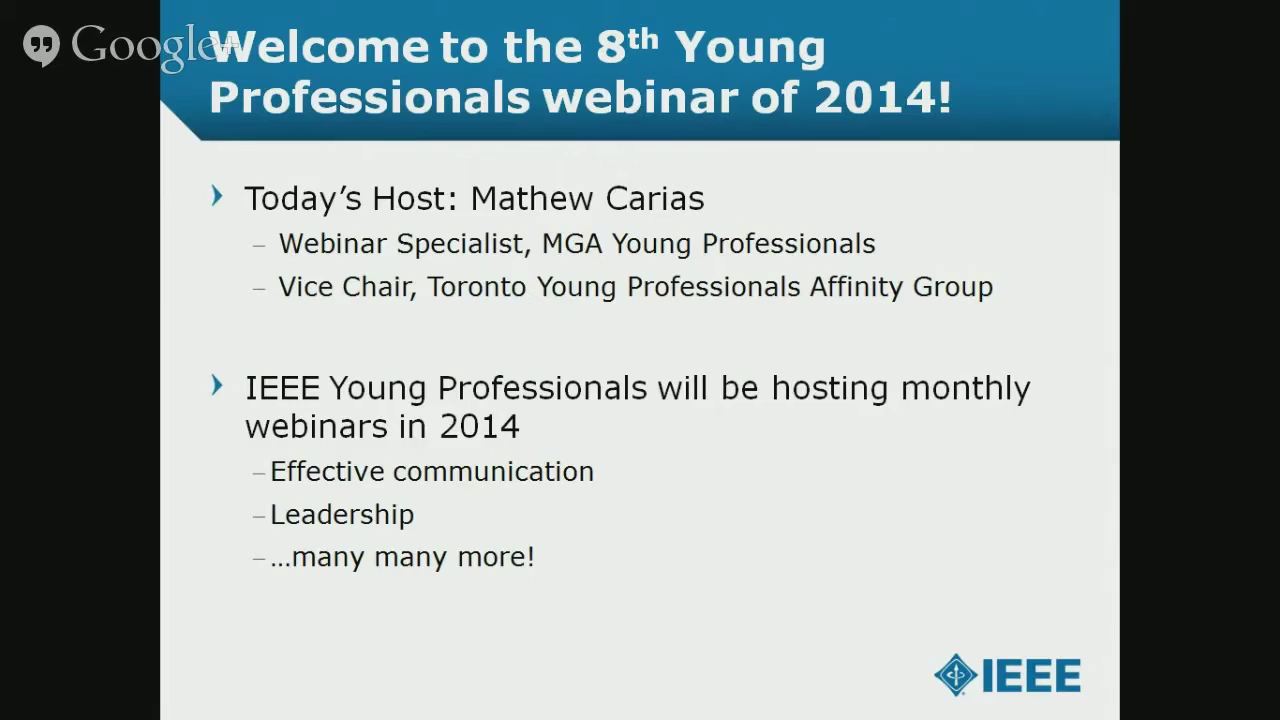 Google+
Welcome to the 8th Young
Professionals webinar of 2014!
Today's Host: Mathew Carias
– Webinar Specialist, MGA Young Professionals
– Vice Chair, Toronto Young Professionals Affinity Group
IEEE Young Professionals will be hosting monthly
webinars in 2014
–Effective communication
–Leadership
–…many many more!
IEEE